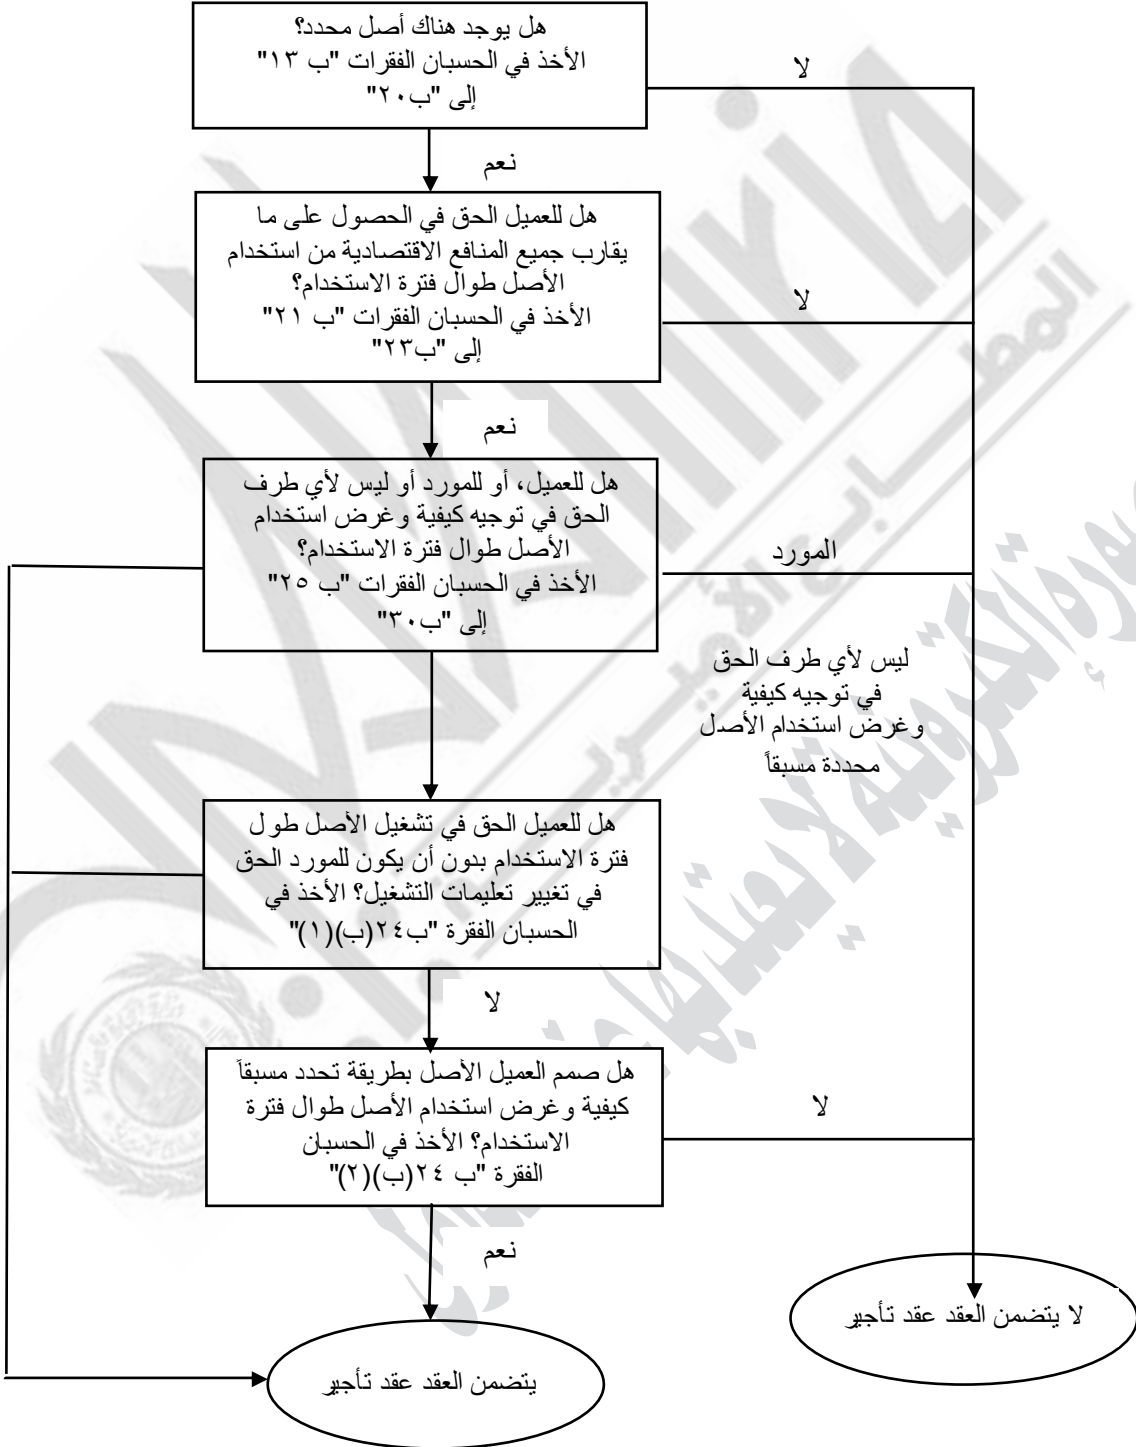 هل يوجد هناك أصل محدد؟
الأخذ في الحسبان الفقرات "ب ١٣"
إلى "ب٢٠"
لا
نعم
هل للعميل الحق في الحصول على ما
يقارب جميع المنافع الاقتصادية من استخدام
الأصل طوال فترة الاستخدام؟
الأخذ في الحسبان الفقرات "ب ٢١"
إلى "ب٢٣"
لا
نعم
هل للعميل، أو للمورد أو ليس لأي طرف
الحق في توجيه كيفية وغرض استخدام
الأصل طوال فترة الاستخدام؟
الأخذ في الحسبان الفقرات "ب ٢٥"
إلى "ب٣٠"
المورد
ليس لأي طرف الحق
في توجيه كيفية
وغرض استخدام الأصل
محددة مسبقاً
هل للعميل الحق في تشغيل الأصل طول
فترة الاستخدام بدون أن يكون للمورد الحق
في تغيير تعليمات التشغيل؟ الأخذ في
الحسبان الفقرة "ب٢٤(ب)(١)"
لا
هل صمم العميل الأصل بطريقة تحدد مسبقاً
كيفية وغرض استخدام الأصل طوال فترة
الاستخدام؟ الأخذ في الحسبان
الفقرة "ب ٢٤(ب)(٢)"
لا
نعم
لا يتضمن العقد عقد تأجير
يتضمن العقد عقد تأجير
المطابع الأميرية